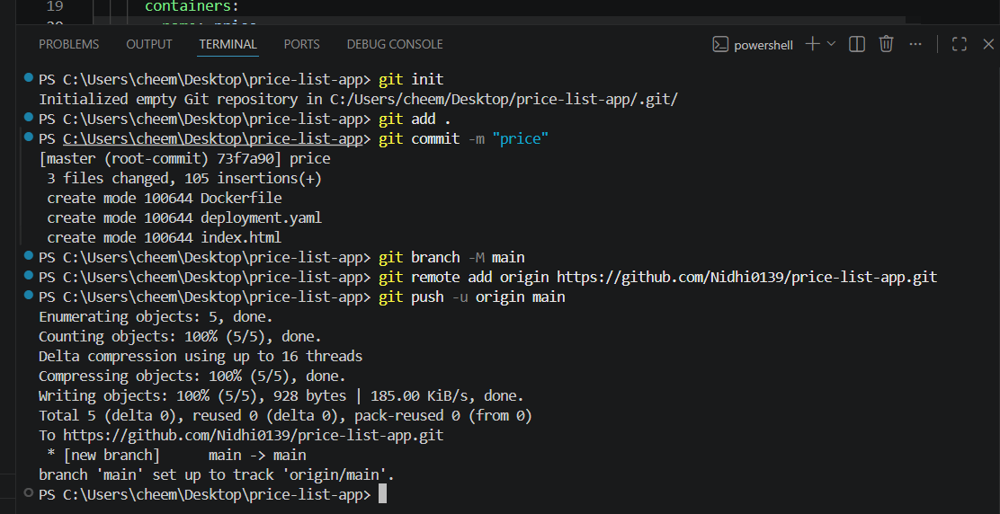 19 containers:
PROBLEMS OUTPUT TERMINAL PORTS DEBUG CONSOLE powershell
PS C:\Users\cheem\Desktop\price-list-app> git init
Initialized empty Git repository in C:/Users/cheem/Desktop/price-list-app/.git/
PS C:\Users\cheem\Desktop\price-list-app> git add .
PS C:\Users\cheem\Desktop\price-list-app> git commit -m "price"
[master (root-commit) 73f7a90] price
 3 files changed, 105 insertions(+)
 create mode 100644 Dockerfile
 create mode 100644 deployment.yaml
 create mode 100644 index.html
PS C:\Users\cheem\Desktop\price-list-app> git branch -M main
PS C:\Users\cheem\Desktop\price-list-app> git remote add origin https://github.com/Nidhi0139/price-list-app.git
PS C:\Users\cheem\Desktop\price-list-app> git push -u origin main
Enumerating objects: 5, done.
Counting objects: 100% (5/5), done.
Delta compression using up to 16 threads
Compressing objects: 100% (5/5), done.
Writing objects: 100% (5/5), 928 bytes | 185.00 KiB/s, done.
Total 5 (delta 0), reused 0 (delta 0), pack-reused 0 (from 0)
To https://github.com/Nidhi0139/price-list-app.git
 * [new branch]      main -> main
branch 'main' set up to track 'origin/main'.
PS C:\Users\cheem\Desktop\price-list-app>